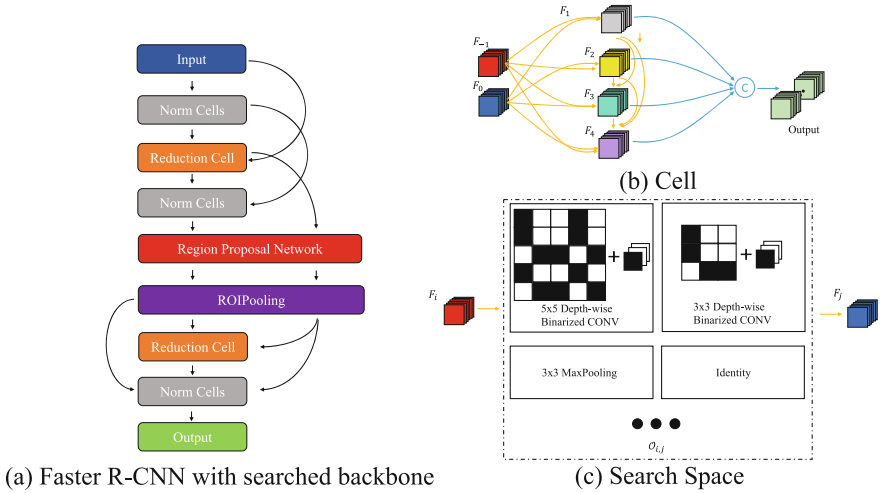 Input
Norm Cells
Reduction Cell
Norm Cells
Region Proposal Network
ROIPooling
Reduction Cell
Norm Cells
Output
(a) Faster R-CNN with searched backbone
F₁
F₋₁
F₂
F₀
F₃
F₄
C
Output
(b) Cell
5x5 Depth-wise
Binarized CONV
3x3 Depth-wise
Binarized CONV
Fᵢ
Fⱼ
3x3 MaxPooling
Identity
𝒪ᵢ,ⱼ
(c) Search Space